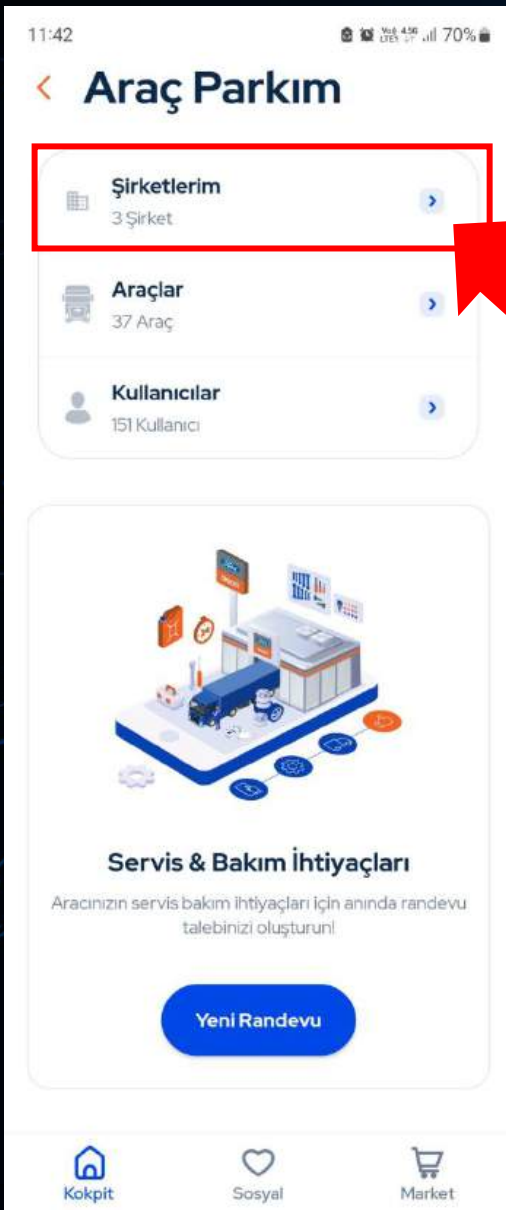 11:42
70%
Araç Parkım
Şirketlerim
3 Şirket
Araçlar
37 Araç
Kullanıcılar
151 Kullanıcı
Servis & Bakım İhtiyaçları
Aracınızın servis bakım ihtiyaçları için anında randevu
talebinizi oluşturun!
Yeni Randevu
Kokpit
Sosyal
Market